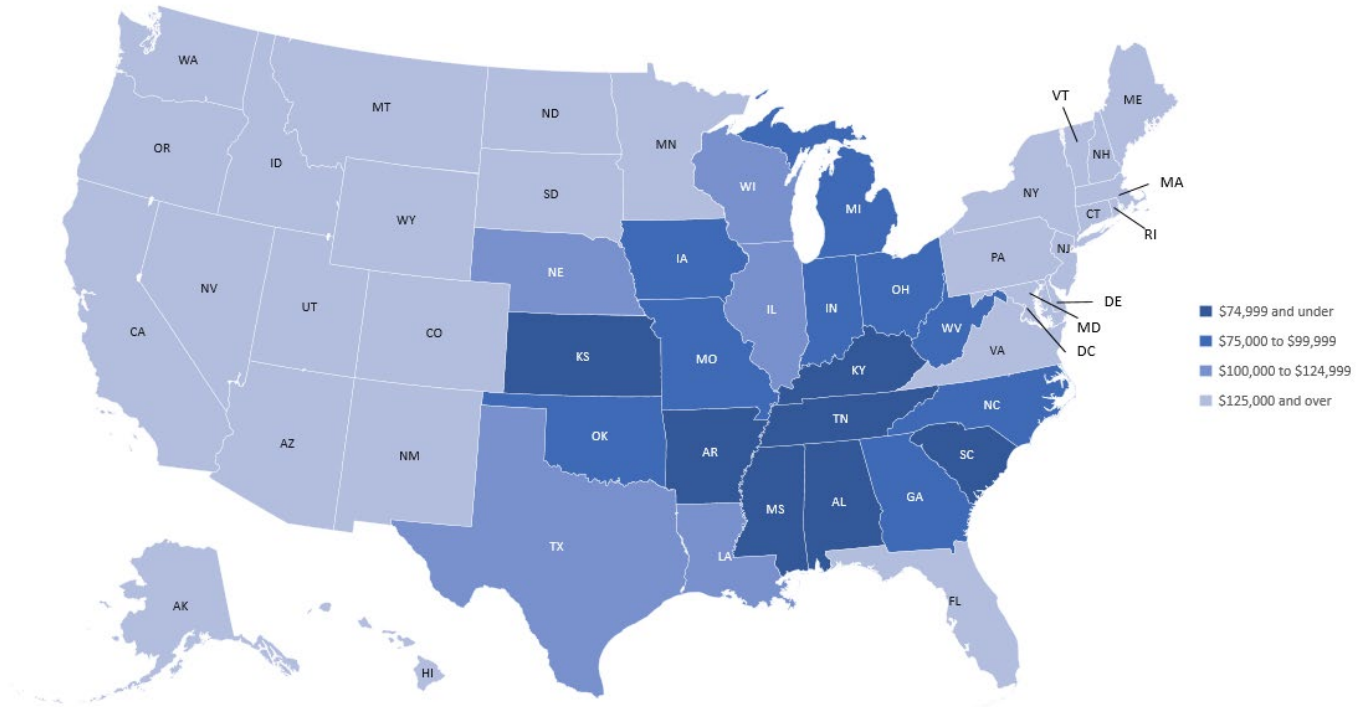 WA
MT
ND
MN
OR
ID
SD
WY
WI
MI
VT
ME
NH
NY
MA
CT
RI
NV
UT
CO
NE
IA
IL
IN
OH
PA
NJ
DE
MD
DC
CA
KS
MO
WV
VA
KY
AZ
NM
OK
AR
TN
NC
SC
TX
LA
MS
AL
GA
FL
AK
HI
$74,999 and under
$75,000 to $99,999
$100,000 to $124,999
$125,000 and over